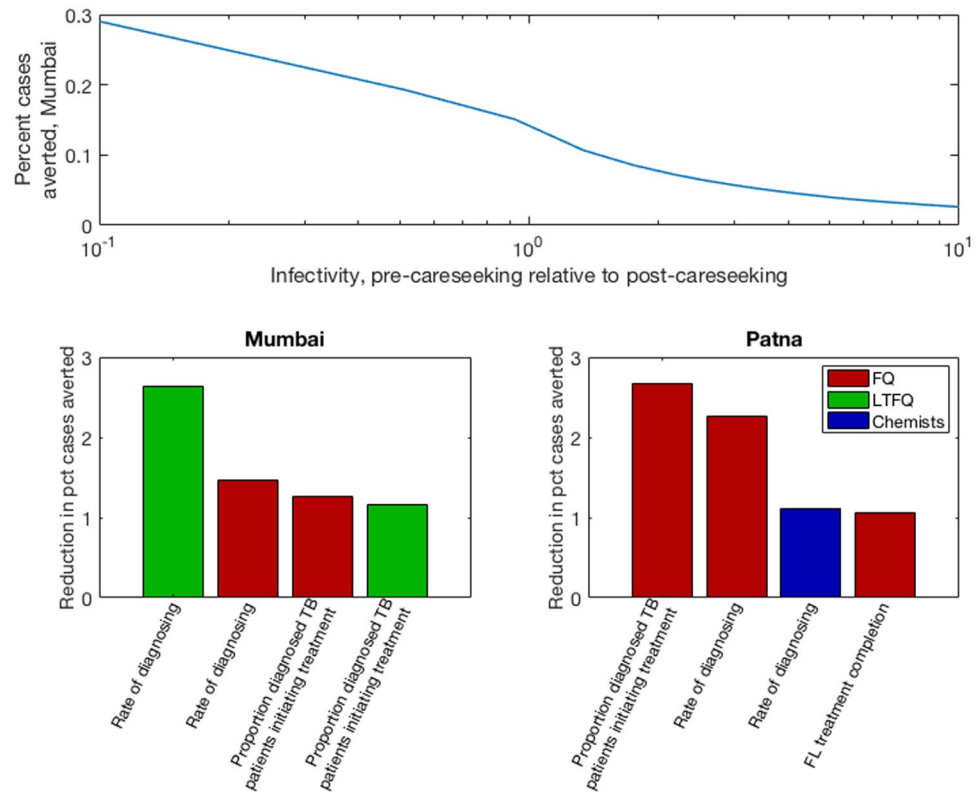 Percent cases
averted, Mumbai
0.3
0.2
0.1
0
10-1
100
101
Infectivity, pre-careseeking relative to post-careseeking
Mumbai
Reduction in pct cases averted
3
2
1
0
Rate of diagnosing
Rate of diagnosing
Proportion diagnosed TB
patients initiating treatment
Proportion diagnosed TB
patients initiating treatment
Patna
Reduction in pct cases averted
3
2
1
0
FQ
LTFQ
Chemists
Proportion diagnosed TB
patients initiating treatment
Rate of diagnosing
Rate of diagnosing
FL treatment completion